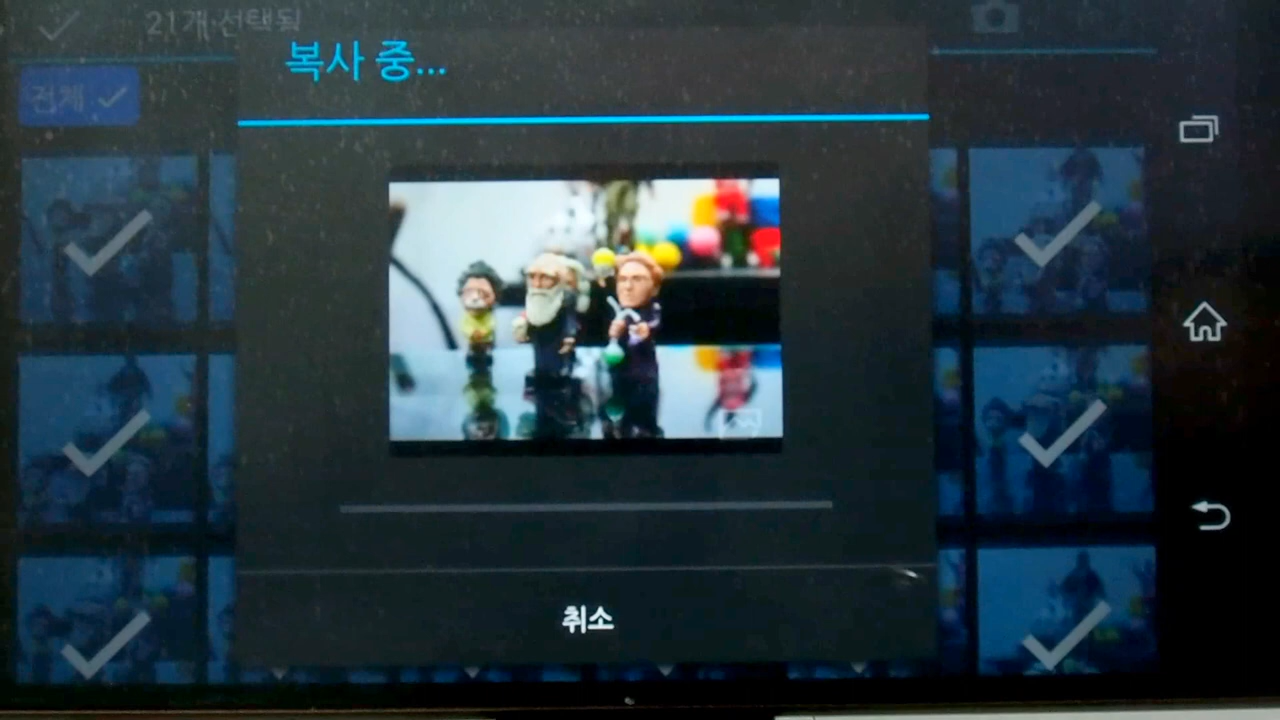 21개 선택됨
복사 중...
전체
취소